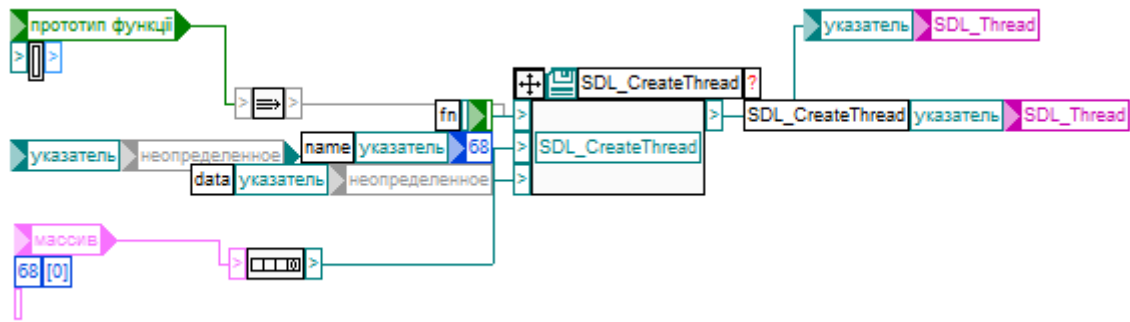 прототип функції
указатель SDL_Thread
> >
SDL_CreateThread ?
> >
fn >
>
SDL_CreateThread указатель SDL_Thread
указатель неопределенное
name указатель б8 > SDL_CreateThread
data указатель неопределенное >
массив
> 0 >
б8 [0]